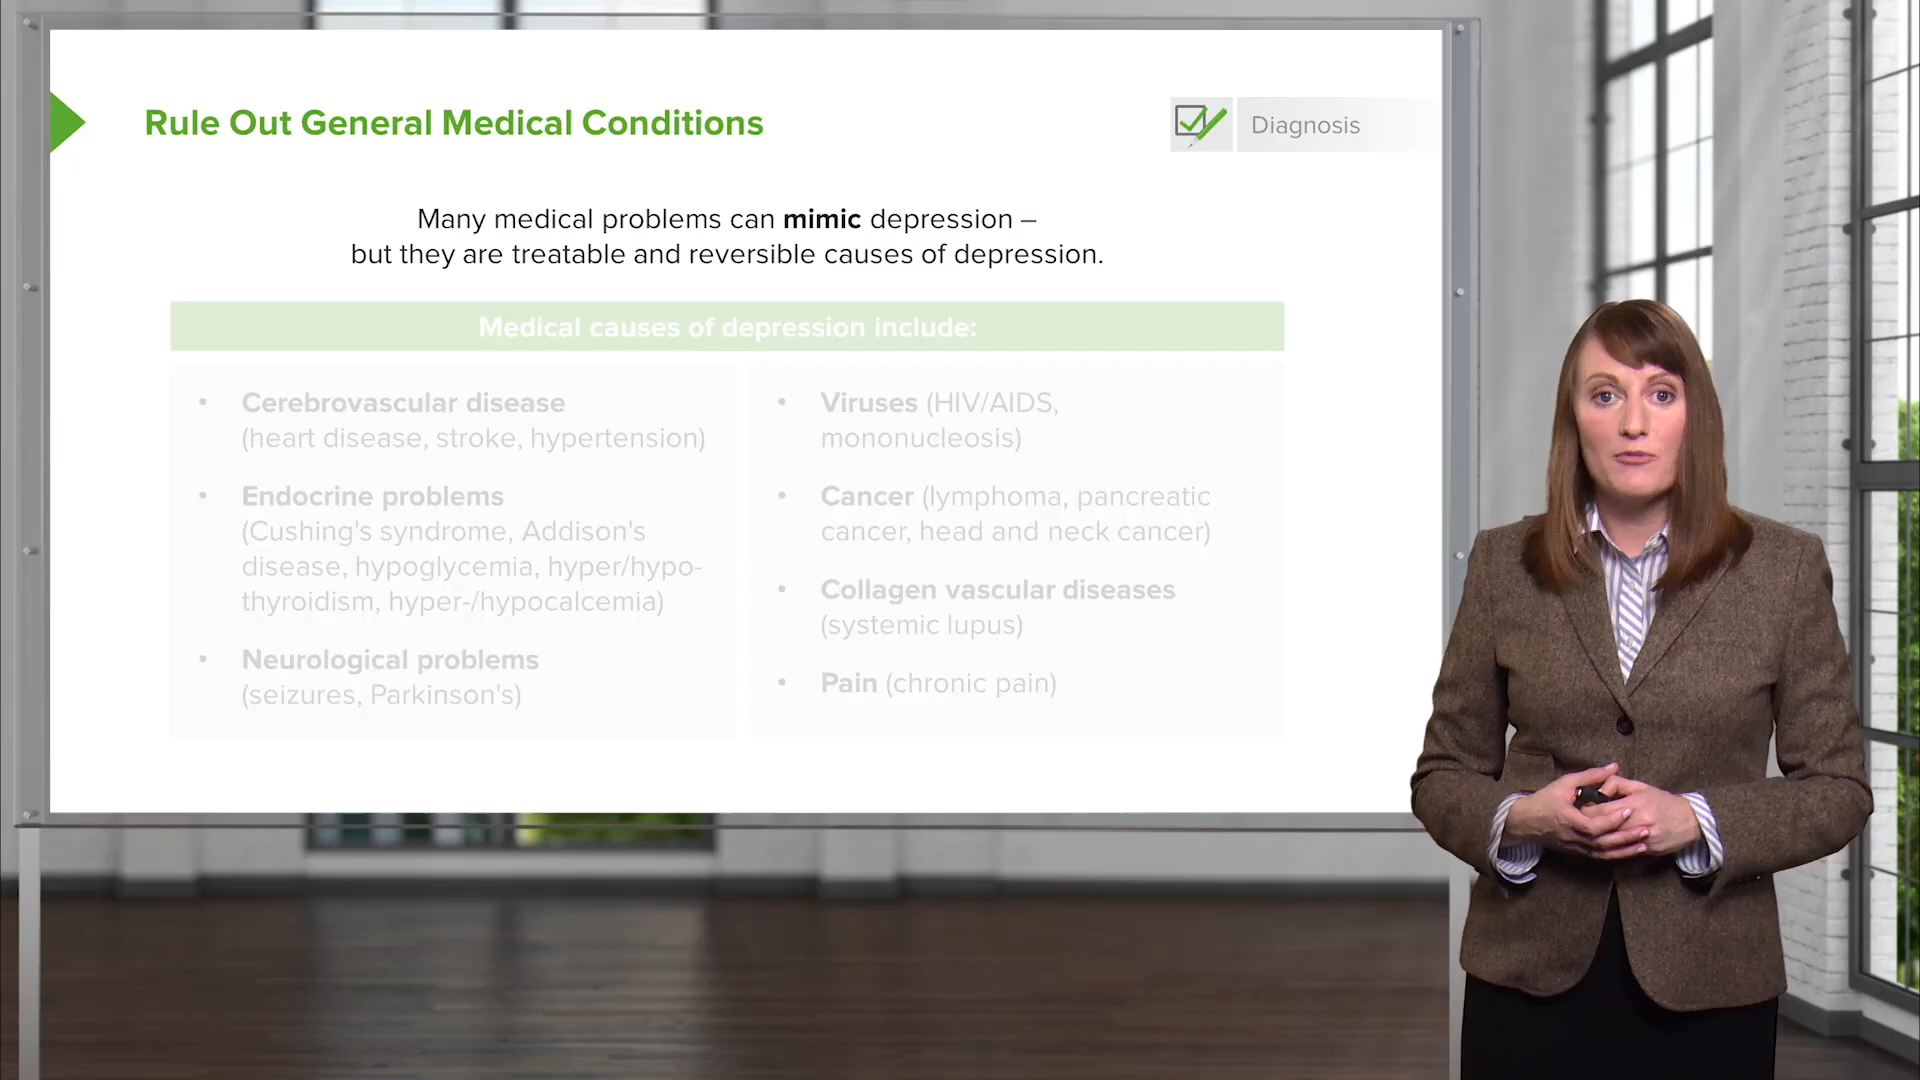 Rule Out General Medical Conditions
Diagnosis
Many medical problems can mimic depression –
but they are treatable and reversible causes of depression.
Medical causes of depression include:
• Cerebrovascular disease
(heart disease, stroke, hypertension)
• Endocrine problems
(Cushing's syndrome, Addison's
disease, hypoglycemia, hyper/hypo-
thyroidism, hyper-/hypocalcemia)
• Neurological problems
(seizures, Parkinson's)
• Viruses (HIV/AIDS,
mononucleosis)
• Cancer (lymphoma, pancreatic
cancer, head and neck cancer)
• Collagen vascular diseases
(systemic lupus)
• Pain (chronic pain)